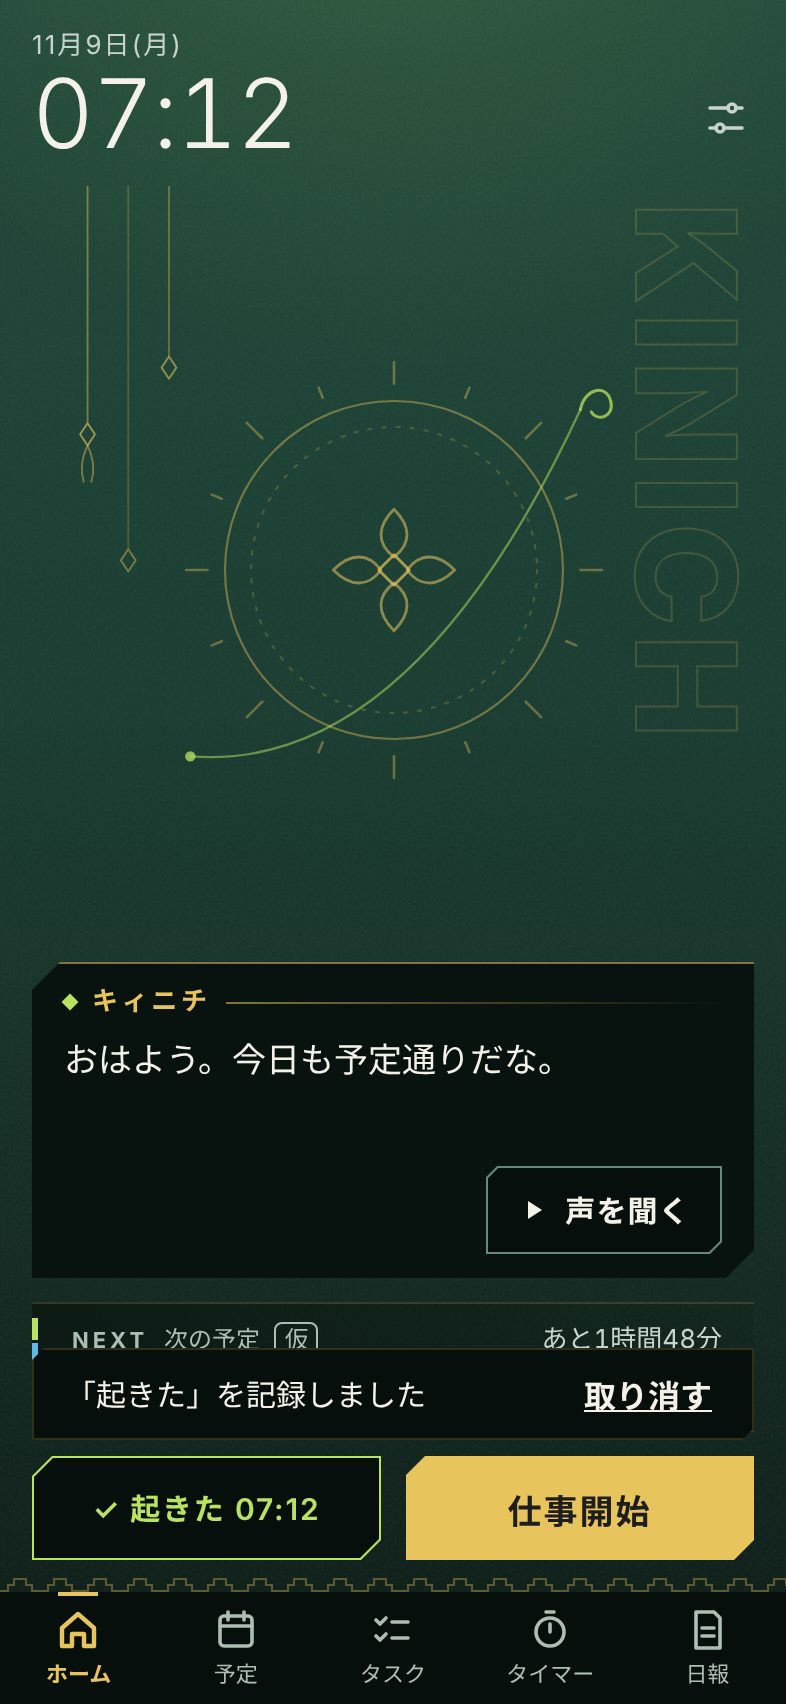 11月9日(月)
07:12
KINICH
キィニチ
おはよう。今日も予定通りだな。
声を聞く
NEXT 次の予定 仮 あと1時間48分
「起きた」を記録しました 取り消す
起きた 07:12 仕事開始
ホーム 予定 タスク タイマー 日報